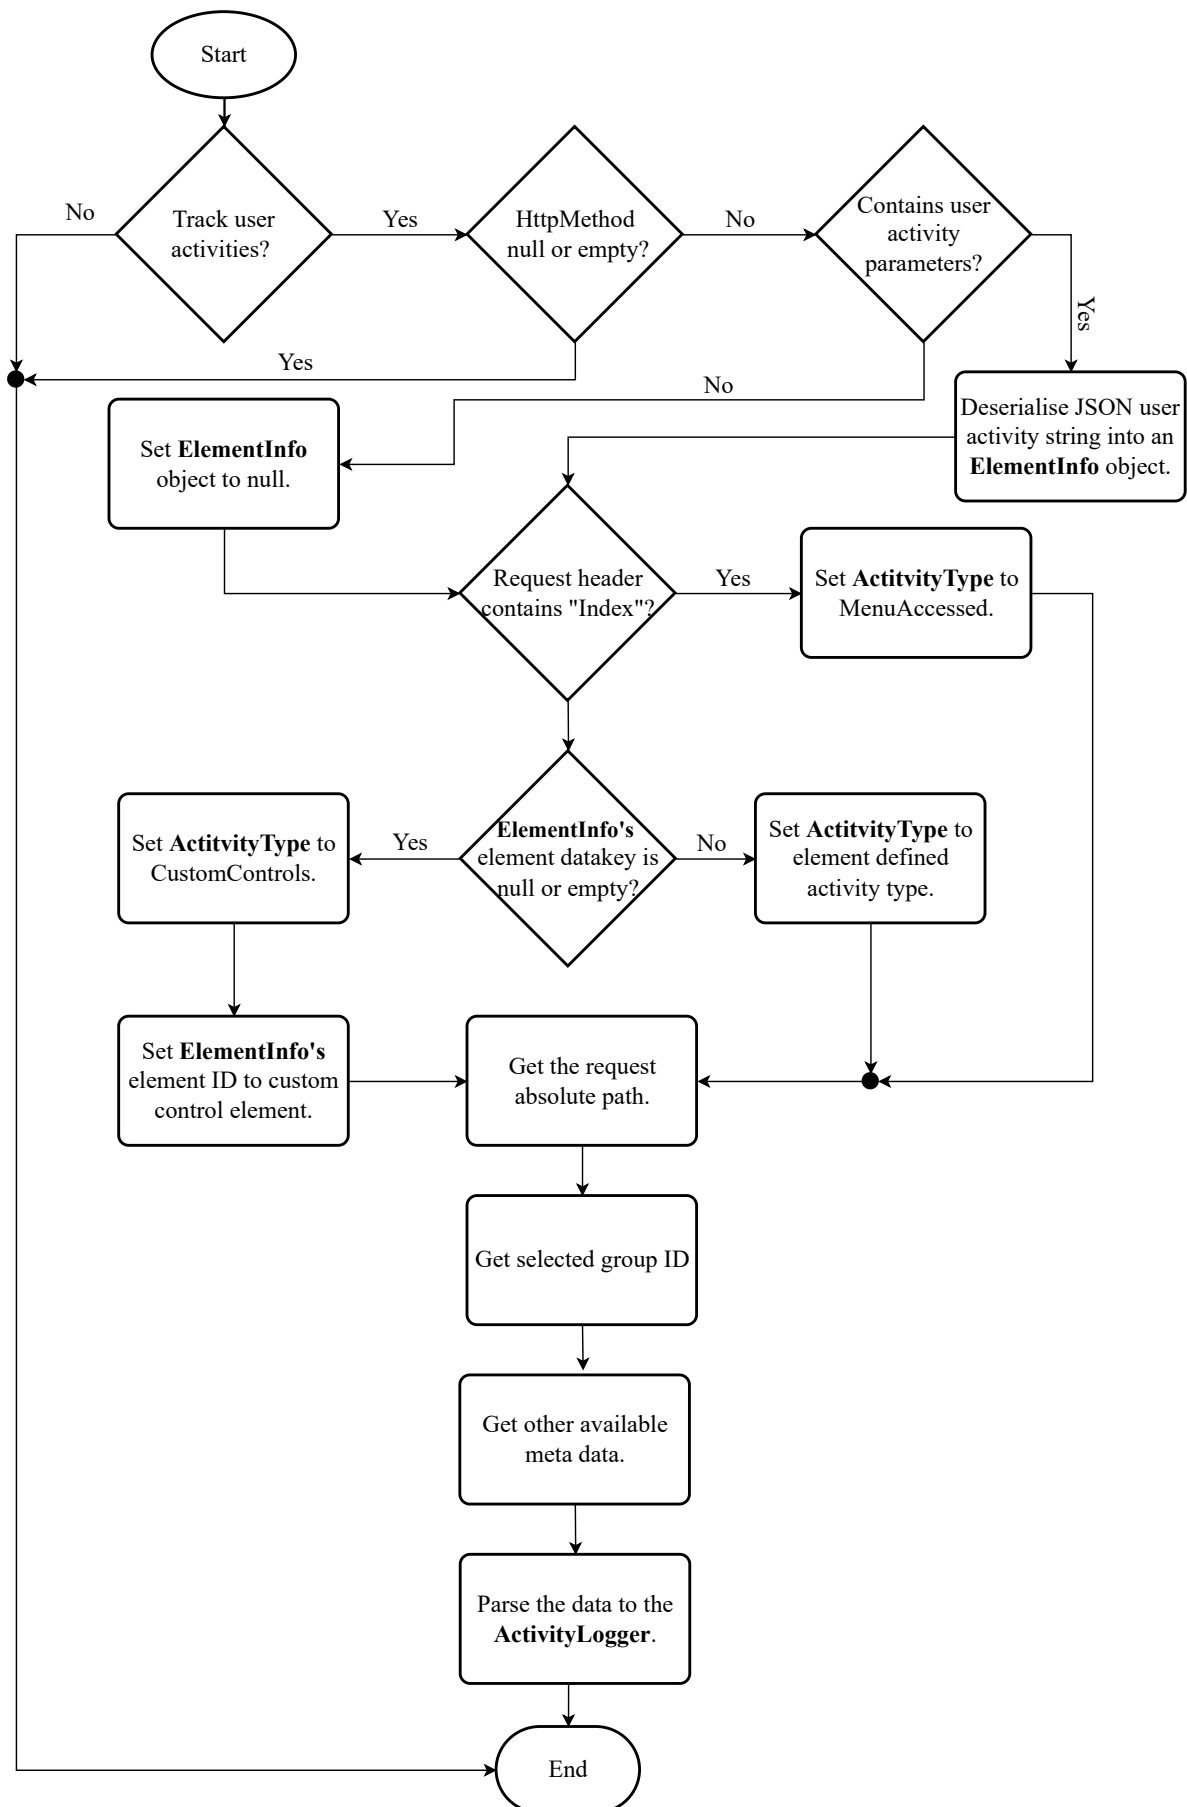 Start
No
Track user
activities?
Yes
HttpMethod
null or empty?
No
Contains user
activity
parameters?
Yes
Yes
No
Deserialise JSON user
activity string into an
ElementInfo object.
Set ElementInfo
object to null.
Request header
contains "Index"?
Yes
Set ActitvityType to
MenuAccessed.
Set ActitvityType to
CustomControls.
Yes
ElementInfo's
element datakey is
null or empty?
No
Set ActitvityType to
element defined
activity type.
Set ElementInfo's
element ID to custom
control element.
Get the request
absolute path.
Get selected group ID
Get other available
meta data.
Parse the data to the
ActivityLogger.
End